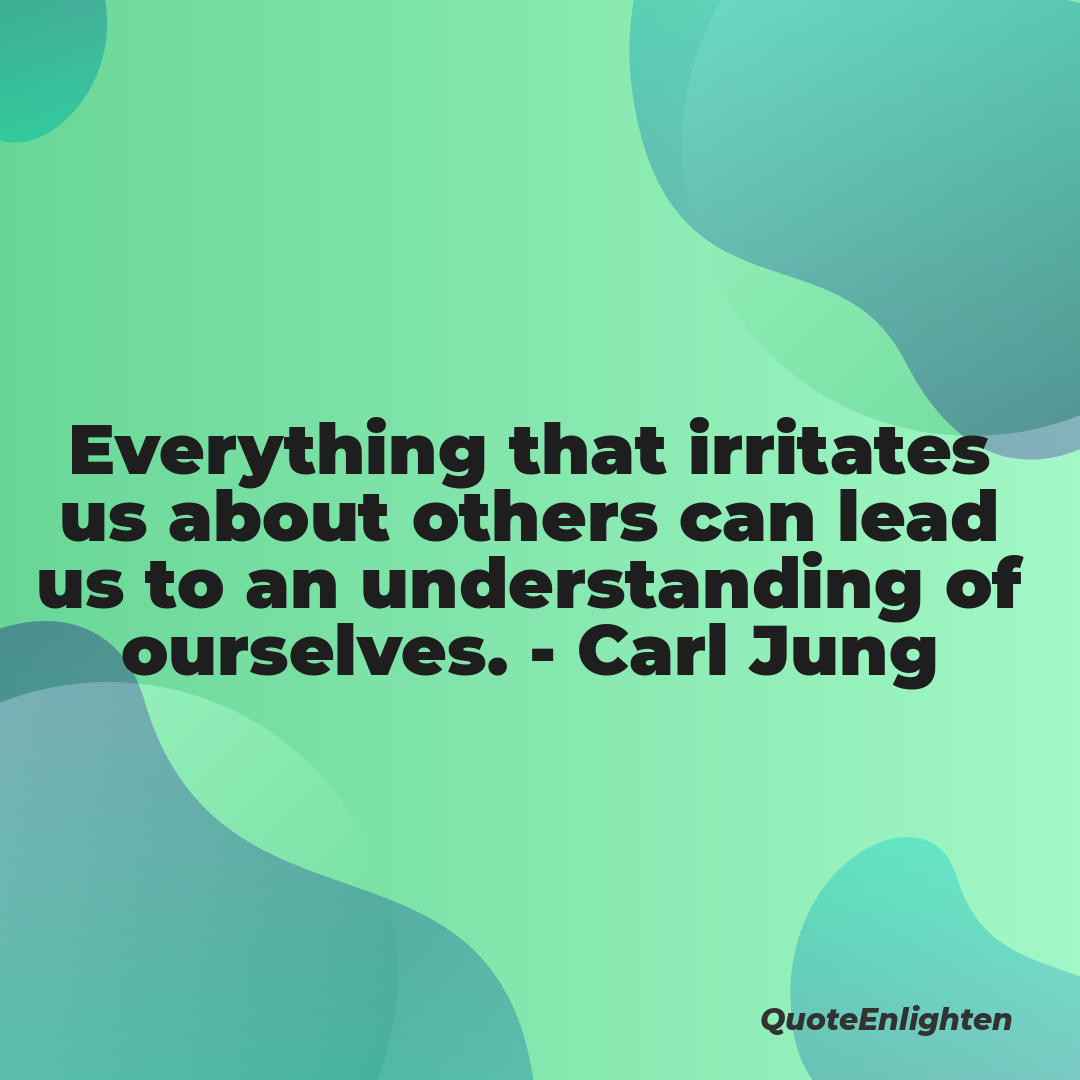 Everything that irritates
us about others can lead
us to an understanding of
ourselves. - Carl Jung
QuoteEnlighten